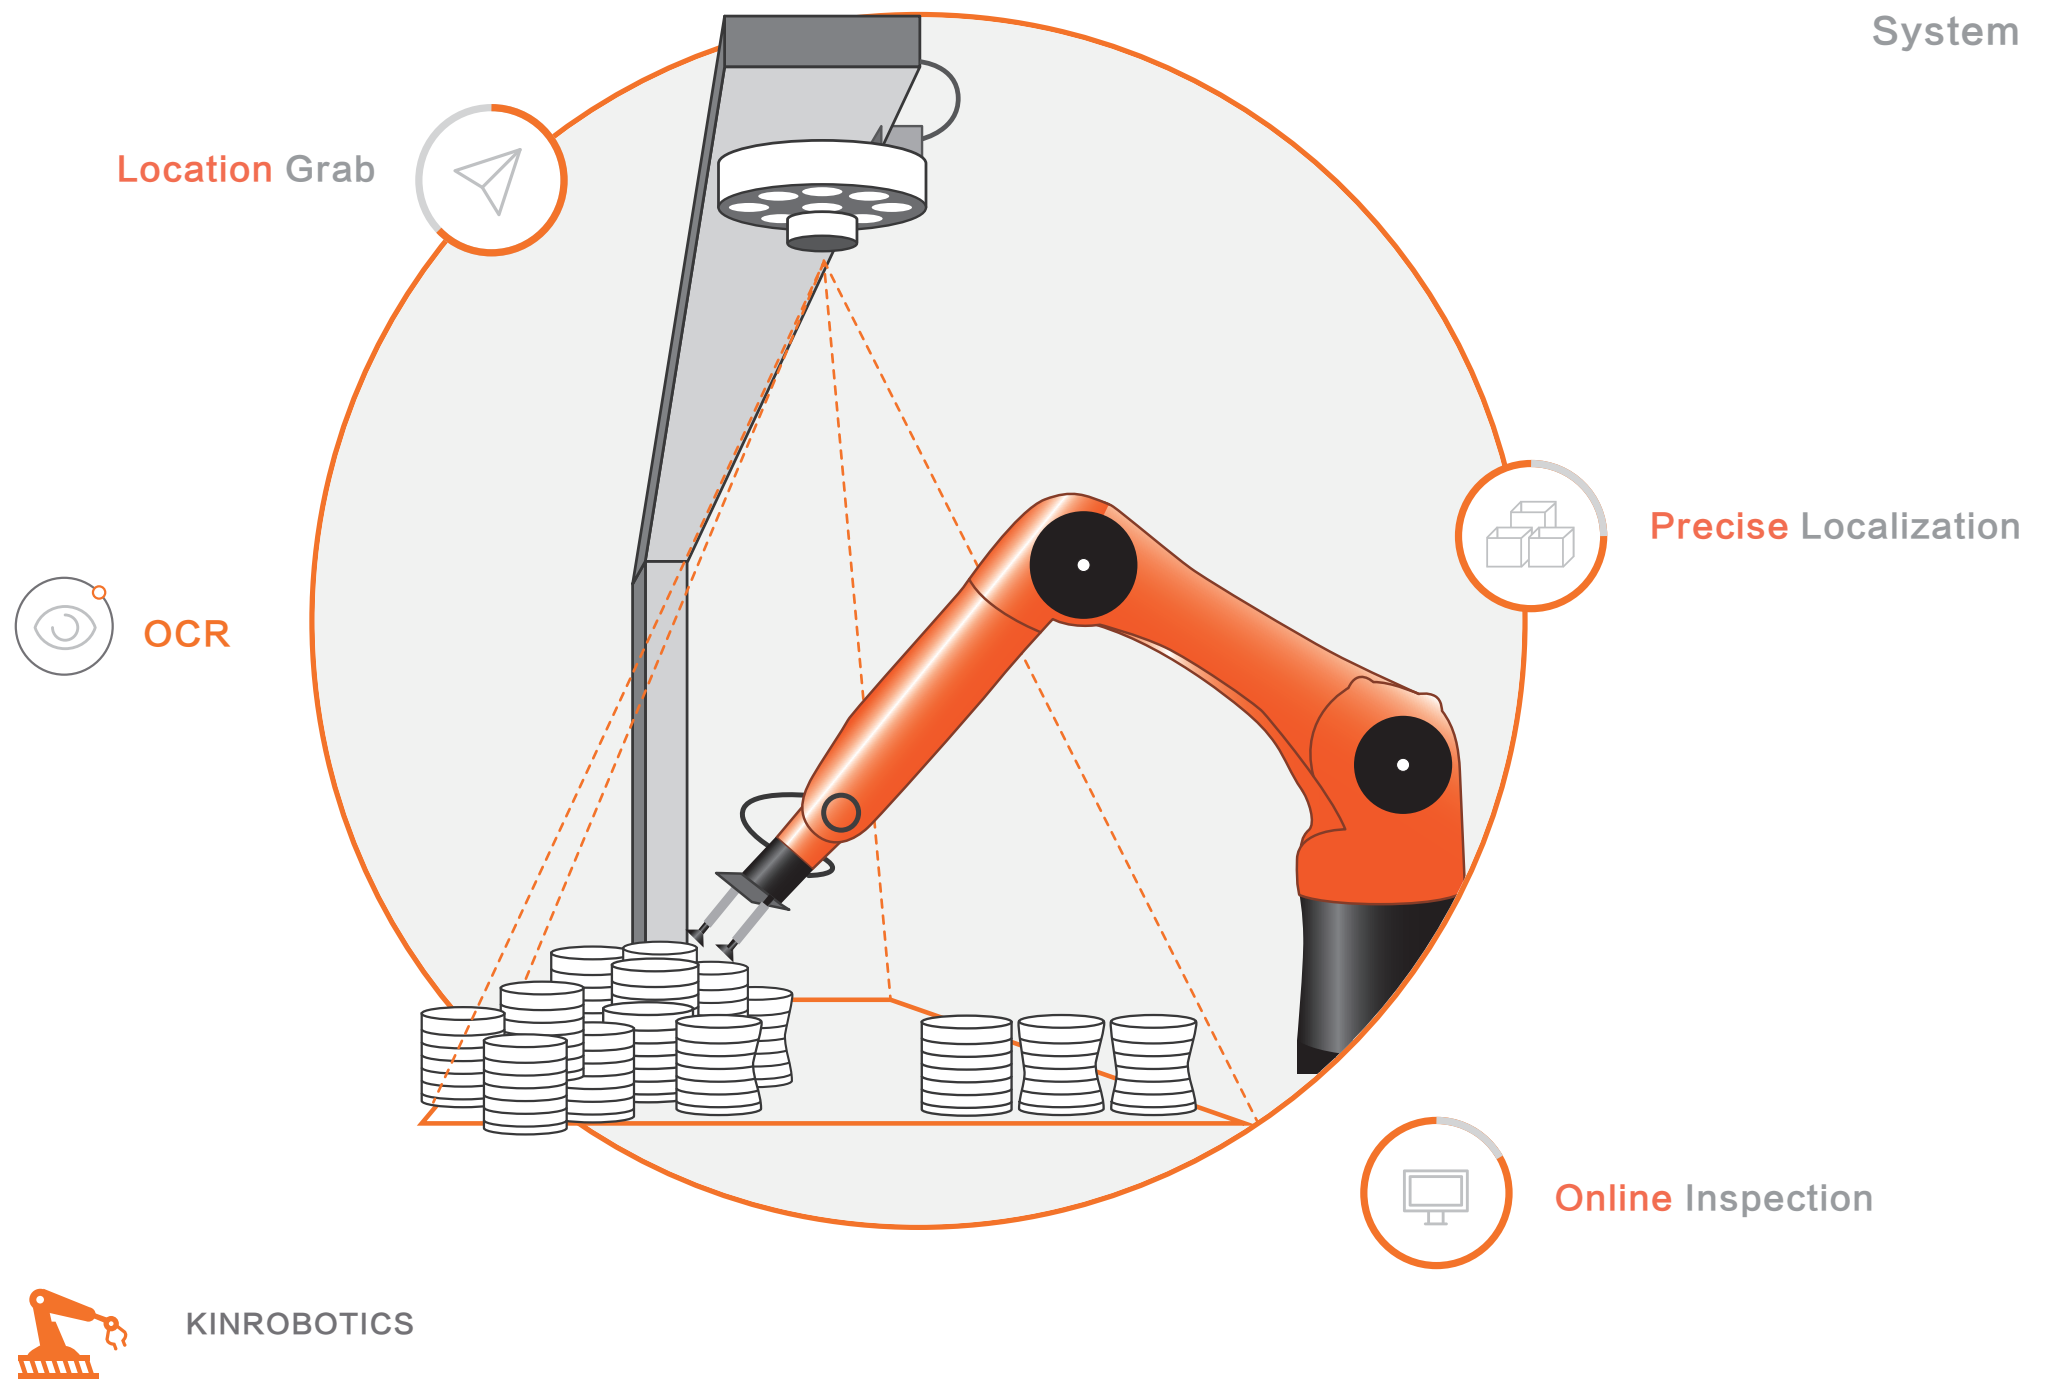 System
Location Grab
Precise Localization
OCR
Online Inspection
KINROBOTICS